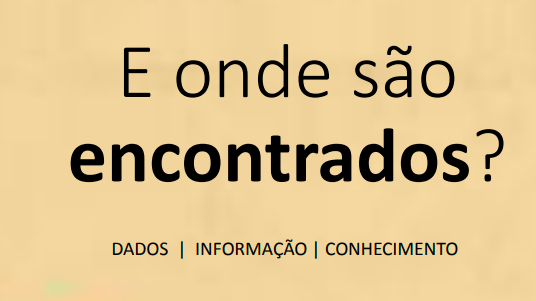 E onde são
encontrados?
DADOS | INFORMAÇÃO | CONHECIMENTO